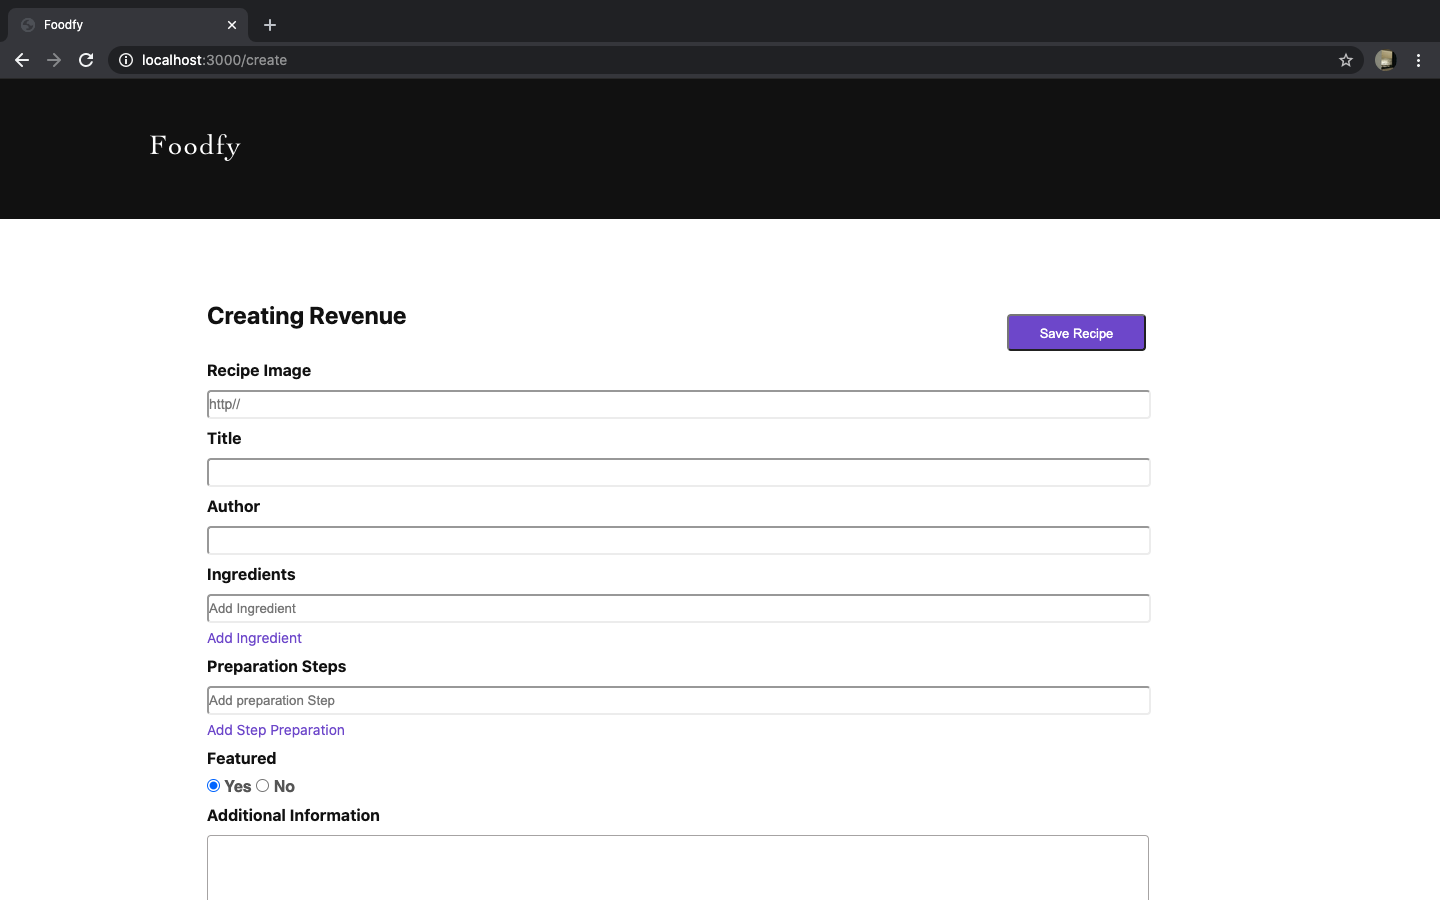 Foodfy
localhost:3000/create
Foodfy
Creating Revenue
Save Recipe
Recipe Image
http//
Title
Author
Ingredients
Add Ingredient
Add Ingredient
Preparation Steps
Add preparation Step
Add Step Preparation
Featured
Yes No
Additional Information